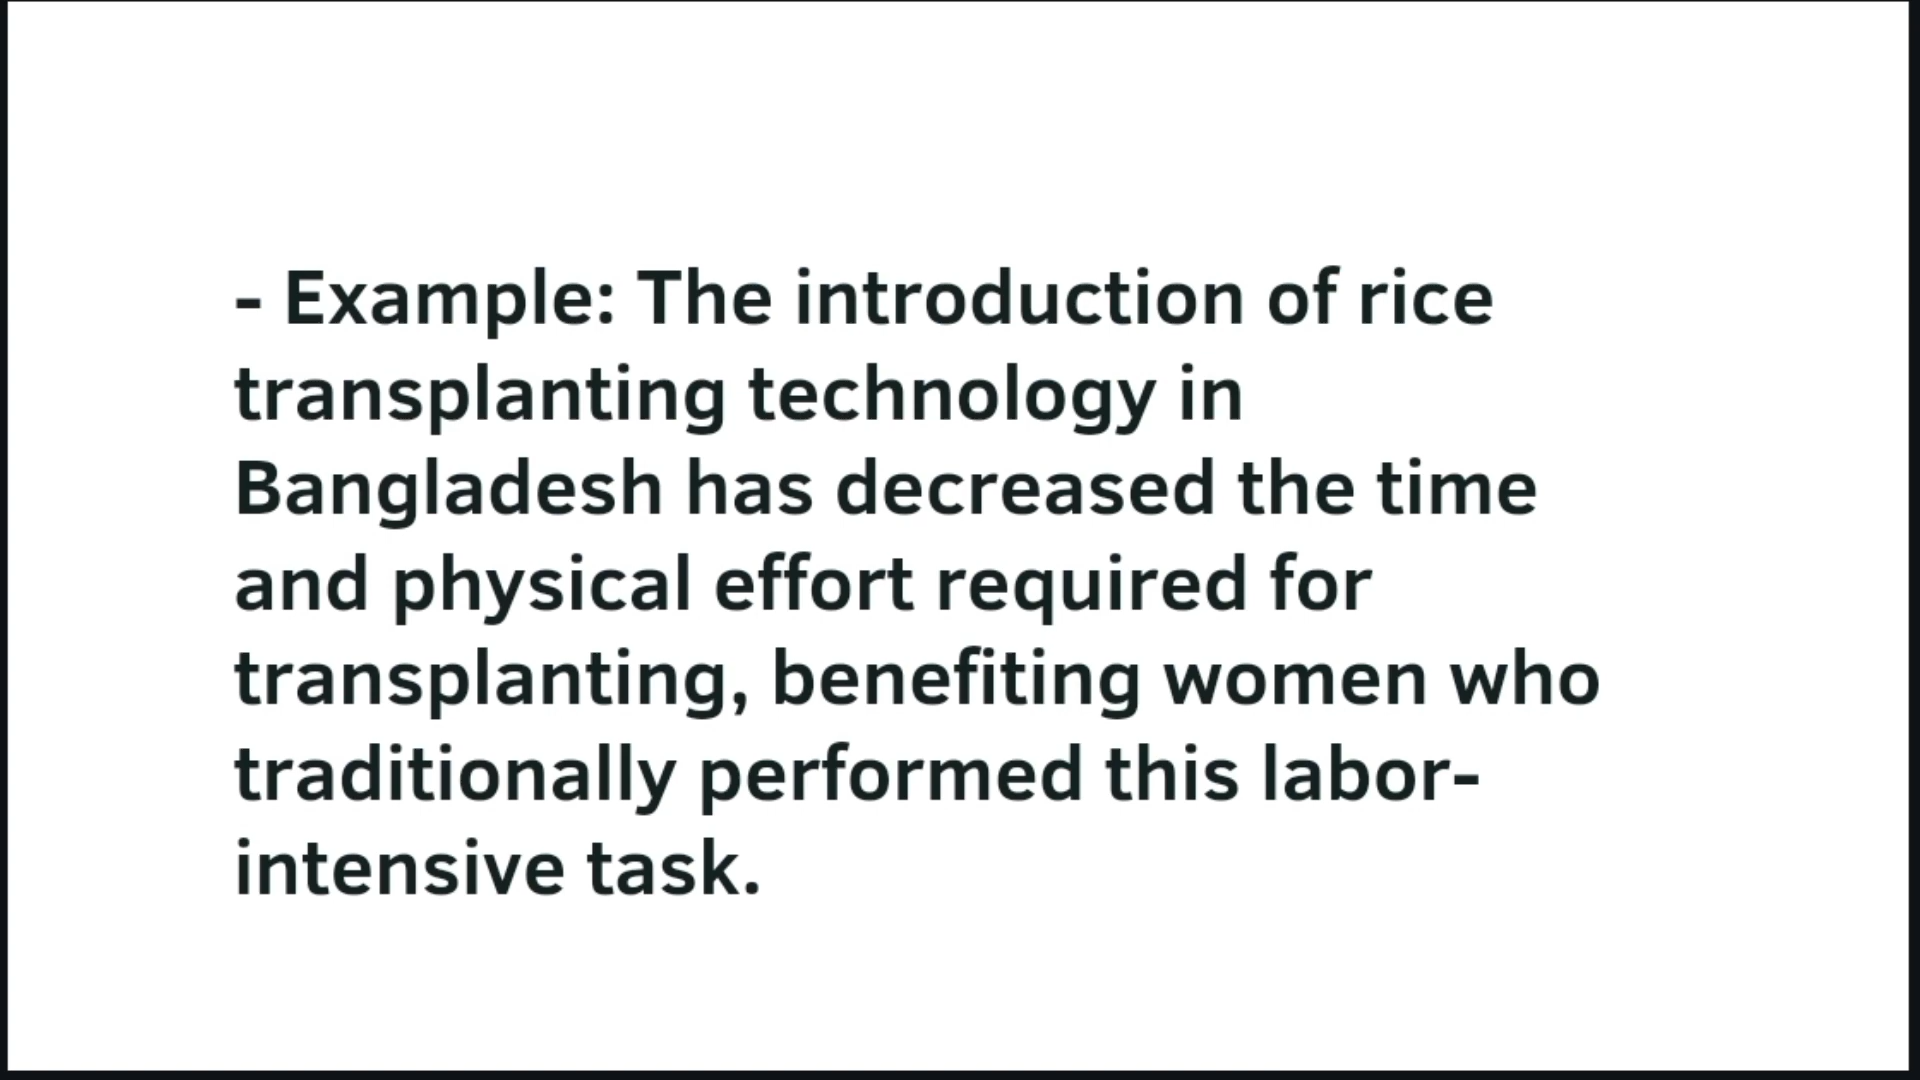 - Example: The introduction of rice
transplanting technology in
Bangladesh has decreased the time
and physical effort required for
transplanting, benefiting women who
traditionally performed this labor-
intensive task.